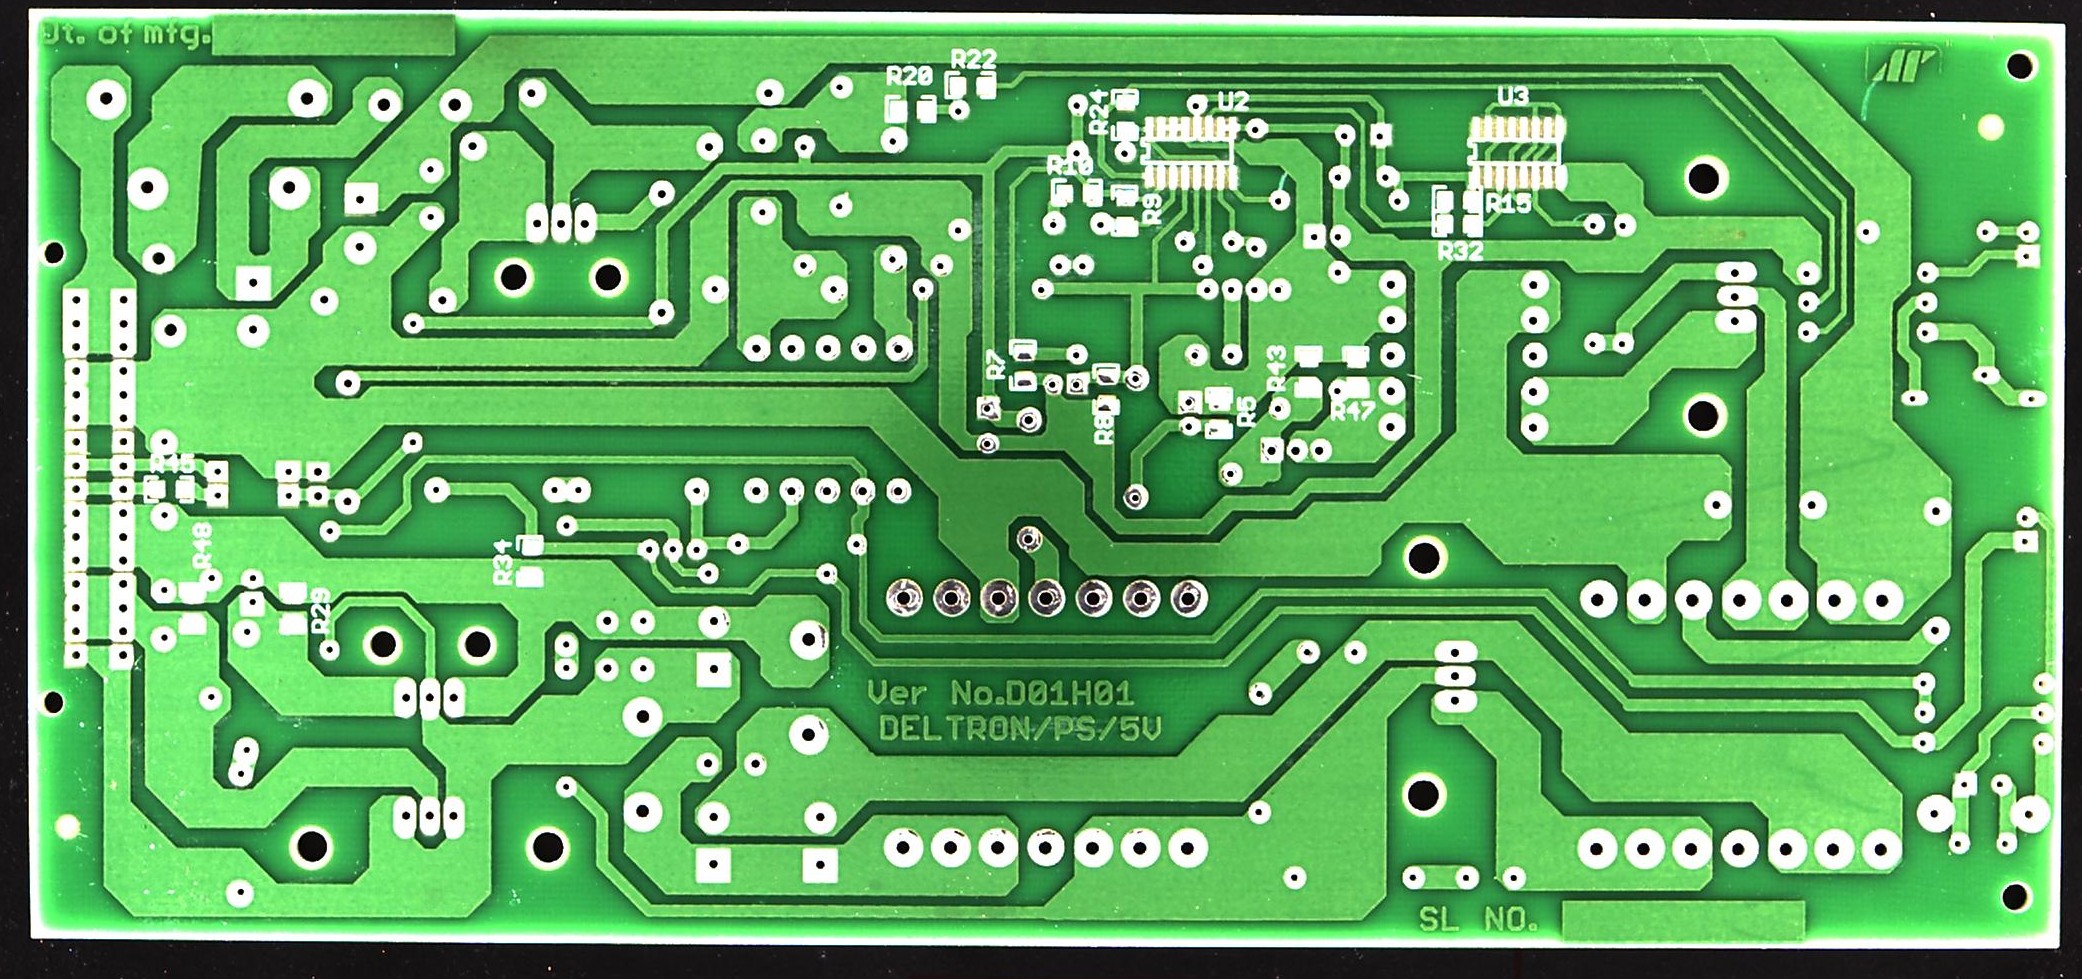 Dt. of mfg.
R22
R20
R24
U2
U3
R10
R9
R15
R32
R7
R43
R8
R5
R47
R45
R48
R34
R29
Ver No.D01H01
DELTRON/PS/5V
SL NO.